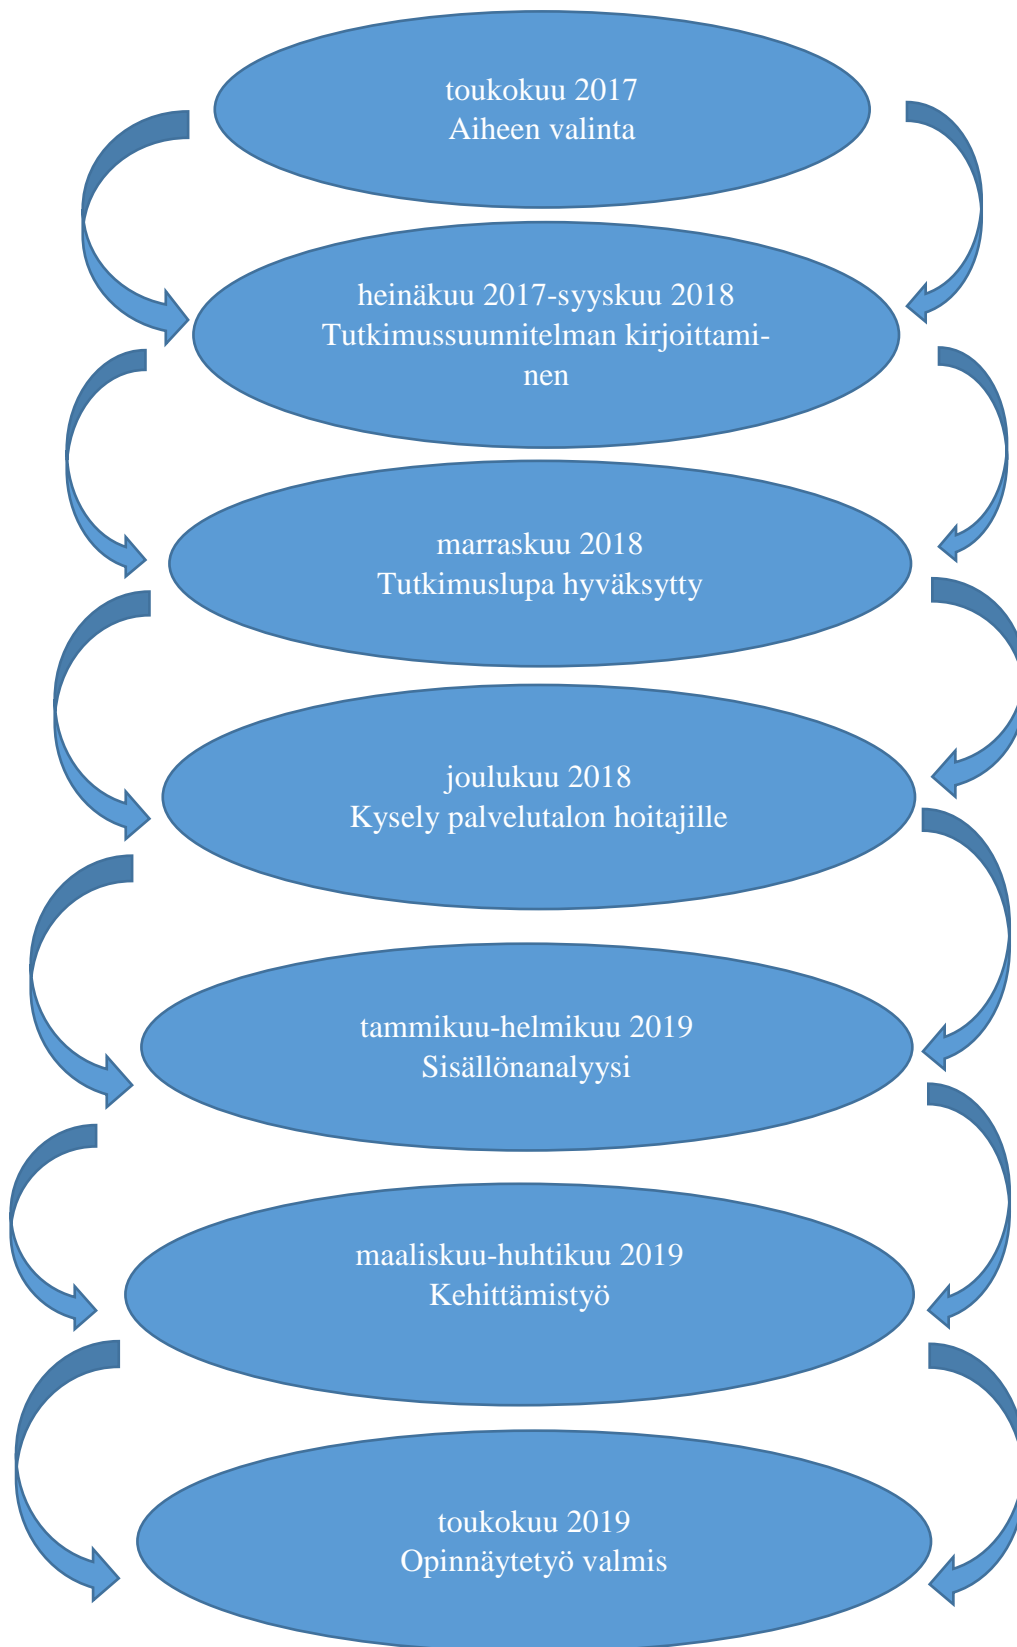 toukokuu 2017
Aiheen valinta
heinäkuu 2017-syyskuu 2018
Tutkimussuunnitelman kirjoittami-
nen
marraskuu 2018
Tutkimuslupa hyväksytty
joulukuu 2018
Kysely palvelutalon hoitajille
tammikuu-helmikuu 2019
Sisällönanalyysi
maaliskuu-huhtikuu 2019
Kehittämistyö
toukokuu 2019
Opinnäytetyö valmis